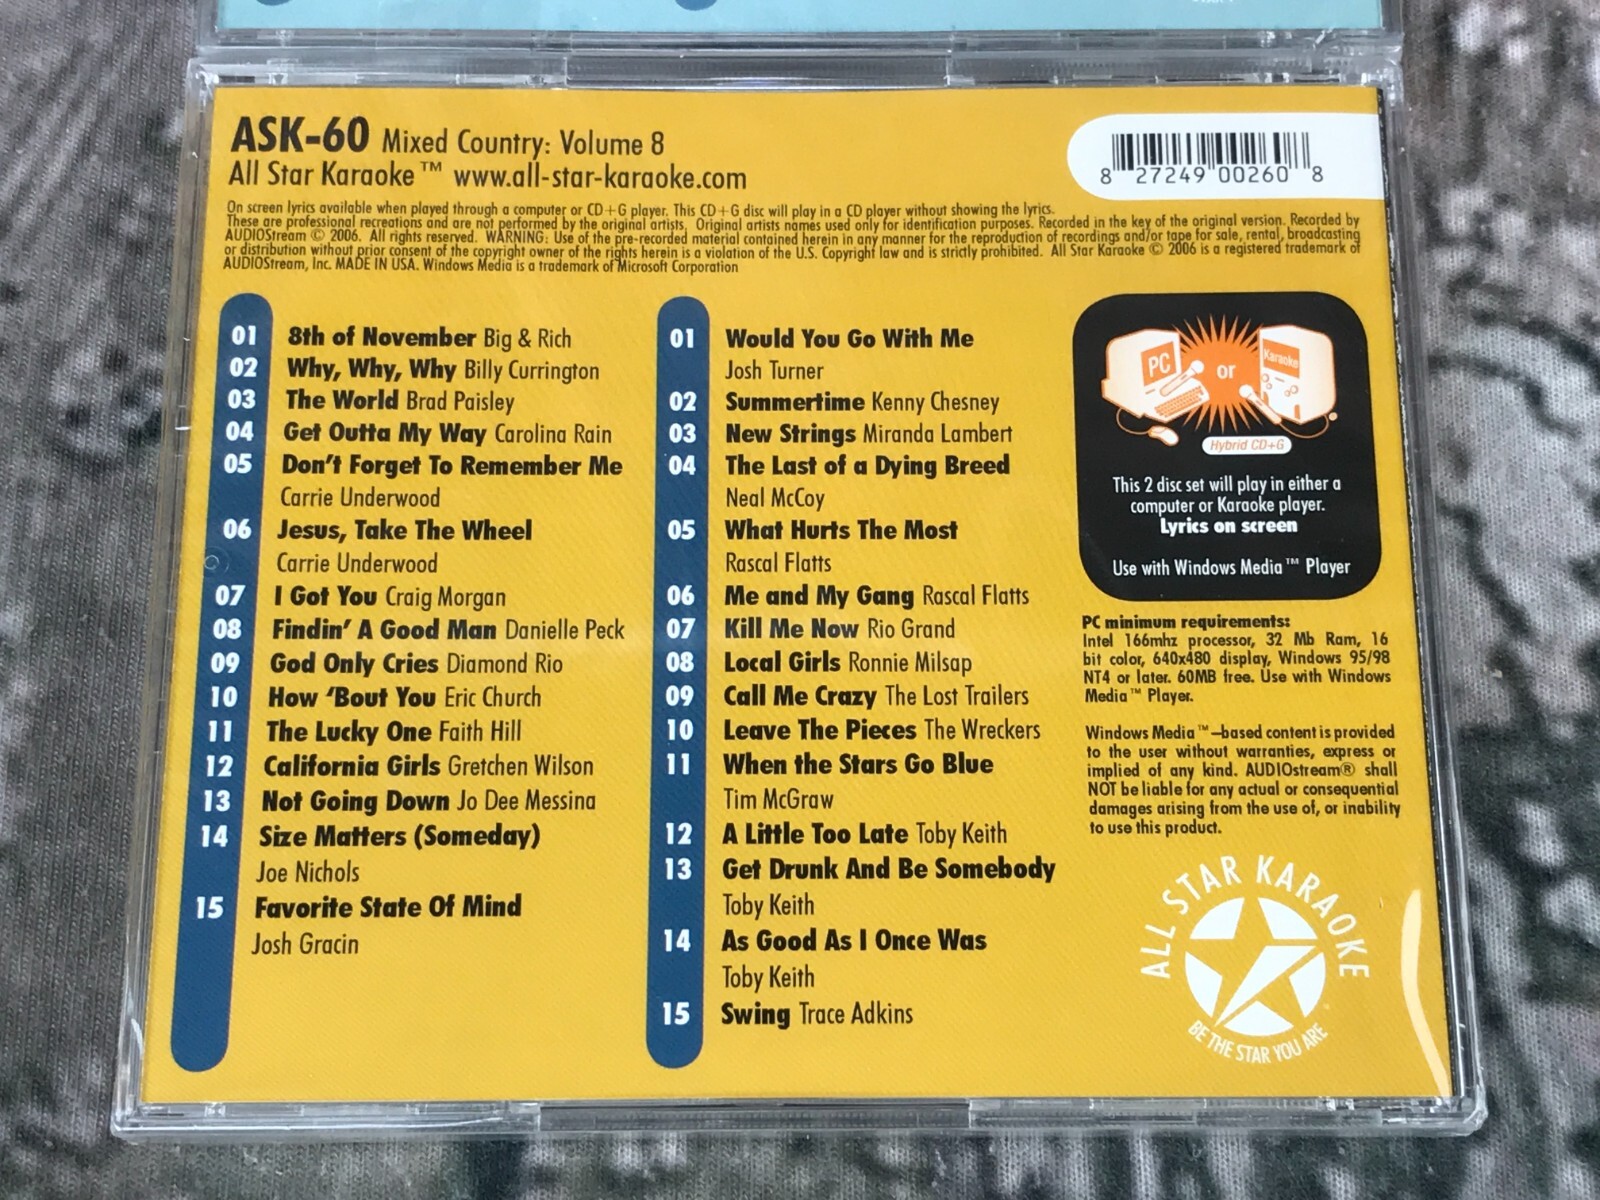 ASK-60 Mixed Country: Volume 8
All Star Karaoke™ www.all-star-karaoke.com
8 27249 00260 8
On screen lyrics available when played through a computer or CD+G player. This CD+G disc will play in a CD player without showing the lyrics.
These are professional recreations and are not performed by the original artists, Original artists names used only for identification purposes. Recorded in the key of the original version. Recorded by
AUDIOStream © 2006. All rights reserved. WARNING: Use of the pre-recorded material contained herein in any manner for the reproduction of recordings and/or tape for sale, rental, broadcasting
or distribution without prior consent of the copyright owner of the rights herein is a violation of the U.S. Copyright law and is strictly prohibited. All Star Karaoke © 2006 is a registered trademark of
AUDIOStream, Inc. MADE IN USA. Windows Media is a trademark of Microsoft Corporation
01 8th of November Big & Rich
02 Why, Why, Why Billy Currington
03 The World Brad Paisley
04 Get Outta My Way Carolina Rain
05 Don't Forget To Remember Me
Carrie Underwood
06 Jesus, Take The Wheel
Carrie Underwood
07 I Got You Craig Morgan
08 Findin' A Good Man Danielle Peck
09 God Only Cries Diamond Rio
10 How 'Bout You Eric Church
11 The Lucky One Faith Hill
12 California Girls Gretchen Wilson
13 Not Going Down Jo Dee Messina
14 Size Matters (Someday)
Joe Nichols
15 Favorite State Of Mind
Josh Gracin
01 Would You Go With Me
Josh Turner
02 Summertime Kenny Chesney
03 New Strings Miranda Lambert
04 The Last of a Dying Breed
Neal McCoy
05 What Hurts The Most
Rascal Flatts
06 Me and My Gang Rascal Flatts
07 Kill Me Now Rio Grand
08 Local Girls Ronnie Milsap
09 Call Me Crazy The Lost Trailers
10 Leave The Pieces The Wreckers
11 When the Stars Go Blue
Tim McGraw
12 A Little Too Late Toby Keith
13 Get Drunk And Be Somebody
Toby Keith
14 As Good As I Once Was
Toby Keith
15 Swing Trace Adkins
PC or Karaoke
Hybrid CD+G
This 2 disc set will play in either a
computer or Karaoke player.
Lyrics on screen
Use with Windows Media™ Player
PC minimum requirements:
Intel 166mhz processor, 32 Mb Ram, 16
bit color, 640x480 display, Windows 95/98
NT4 or later. 60MB free. Use with Windows
Media™ Player.
Windows Media™—based content is provided
to the user without warranties, express or
implied of any kind. AUDIOstream® shall
NOT be liable for any actual or consequential
damages arising from the use of, or inability
to use this product.
ALL STAR KARAOKE
BE THE STAR YOU ARE